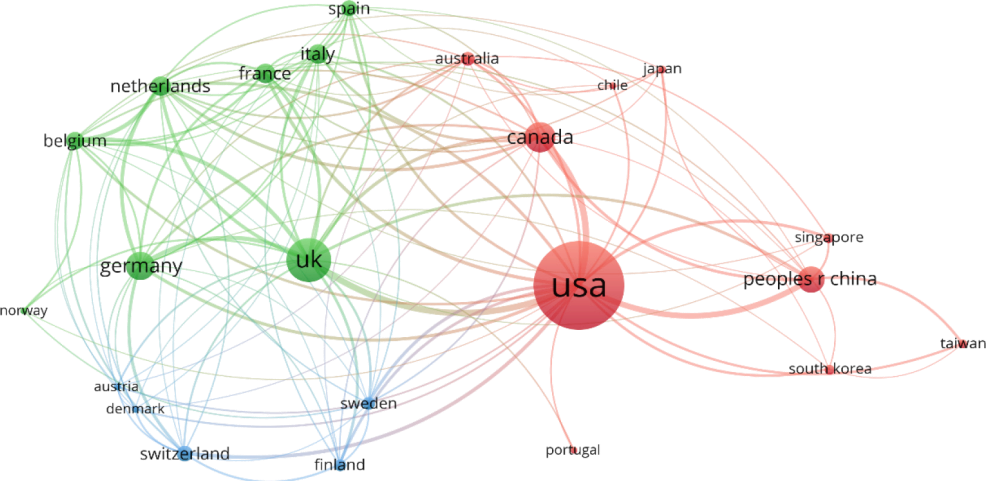 spain
italy
australia
france
japan
netherlands
chile
belgium
canada
singapore
uk
germany
peoples r china
usa
norway
taiwan
south korea
austria
sweden
denmark
portugal
switzerland
finland